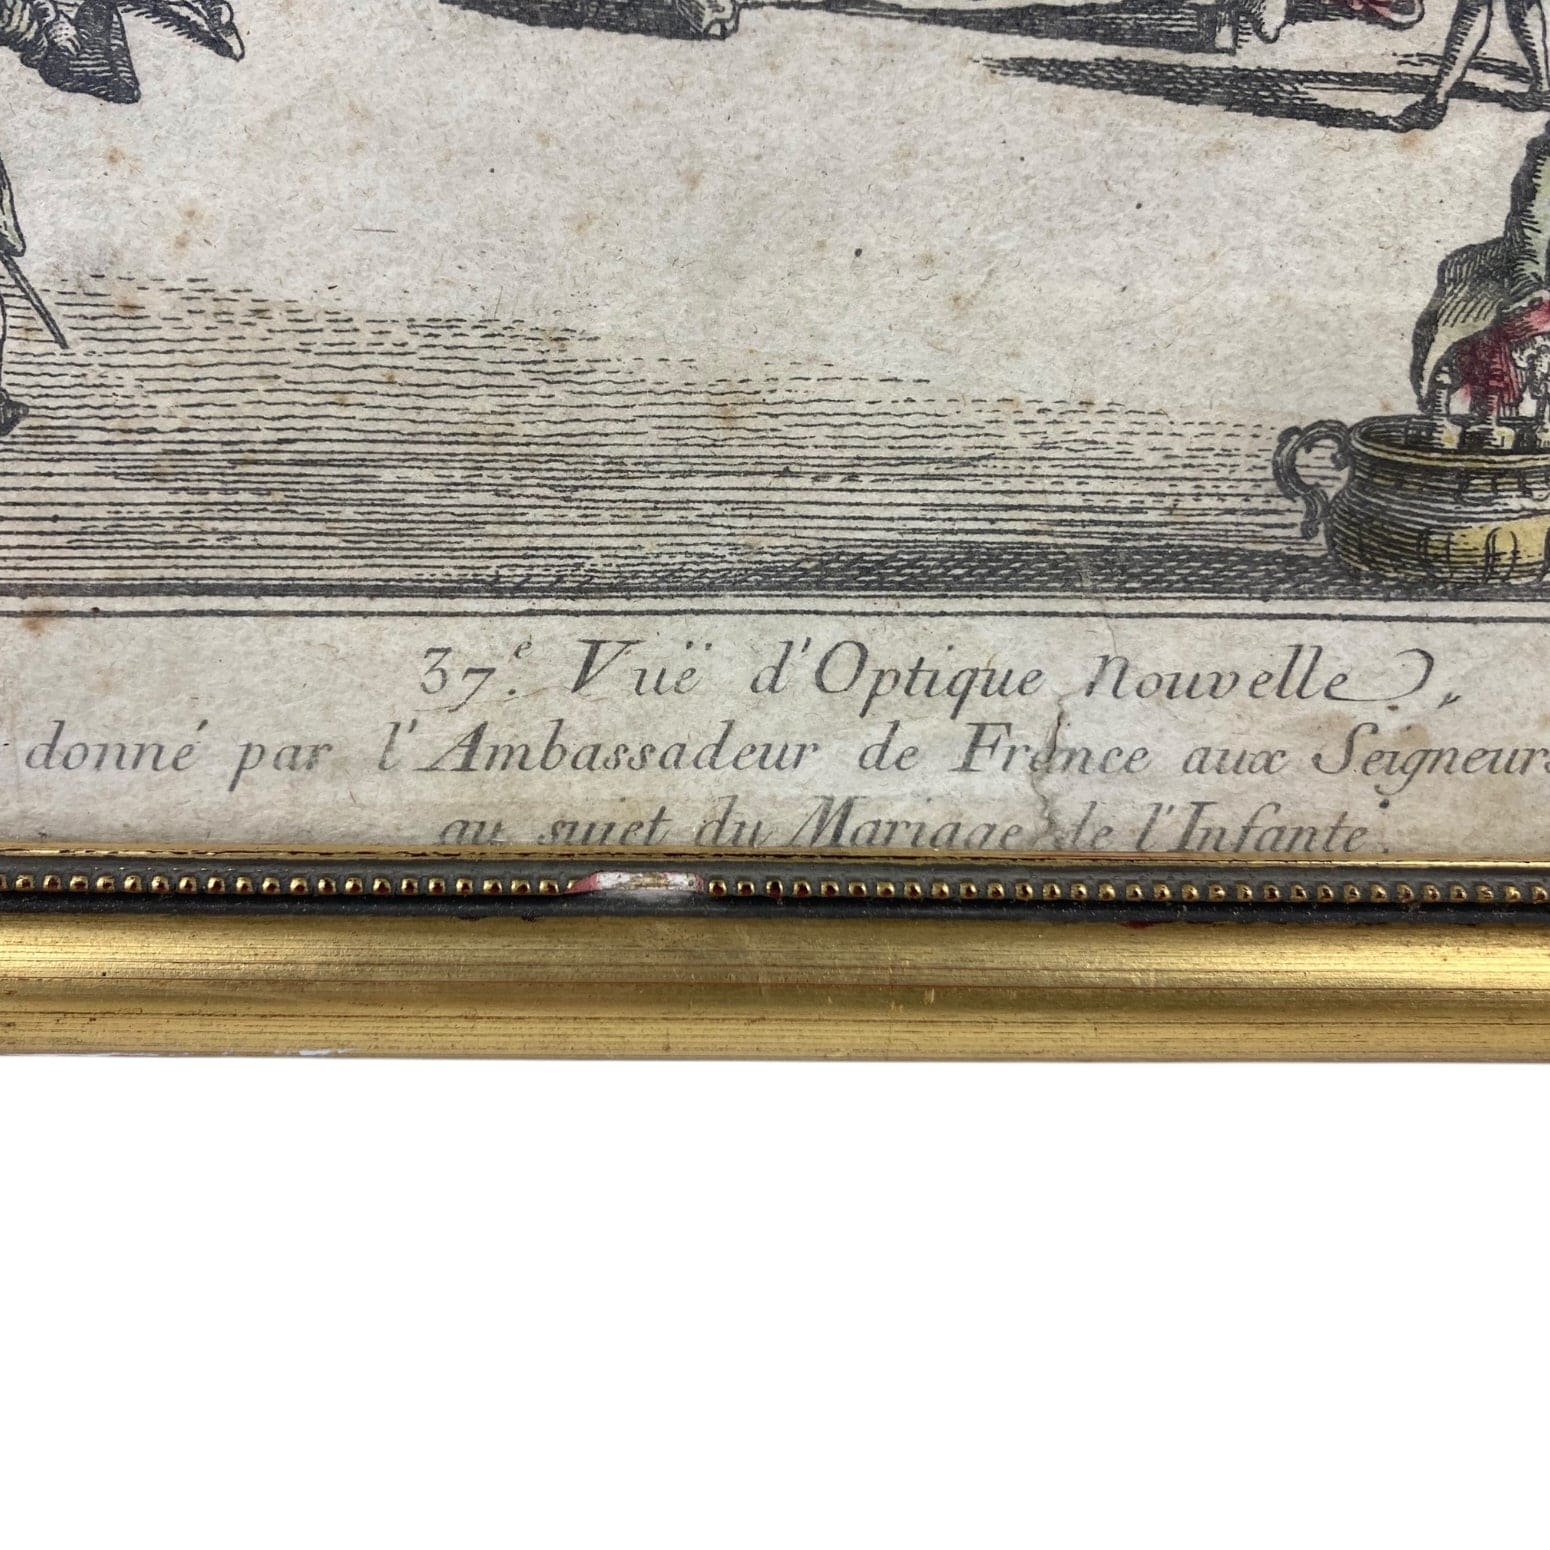 37.e Vuë d'Optique Nouvelle,
donné par l'Ambassadeur de France aux Seigneurs
au sujet du Mariage de l'Infante.